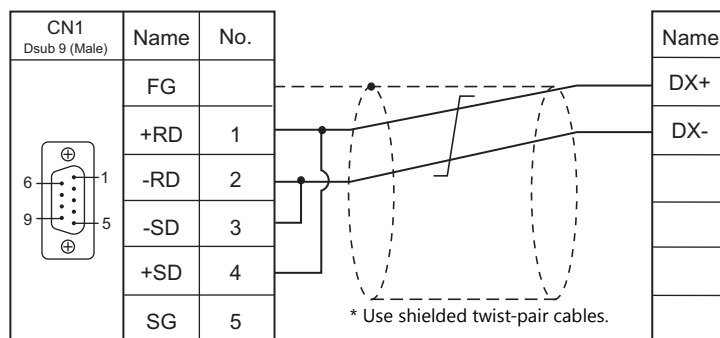 CN1
Dsub 9 (Male)
Name No.
Name
FG
DX+
+RD 1
DX-
-RD 2
-SD 3
+SD 4
SG 5
6
1
9
5
* Use shielded twist-pair cables.